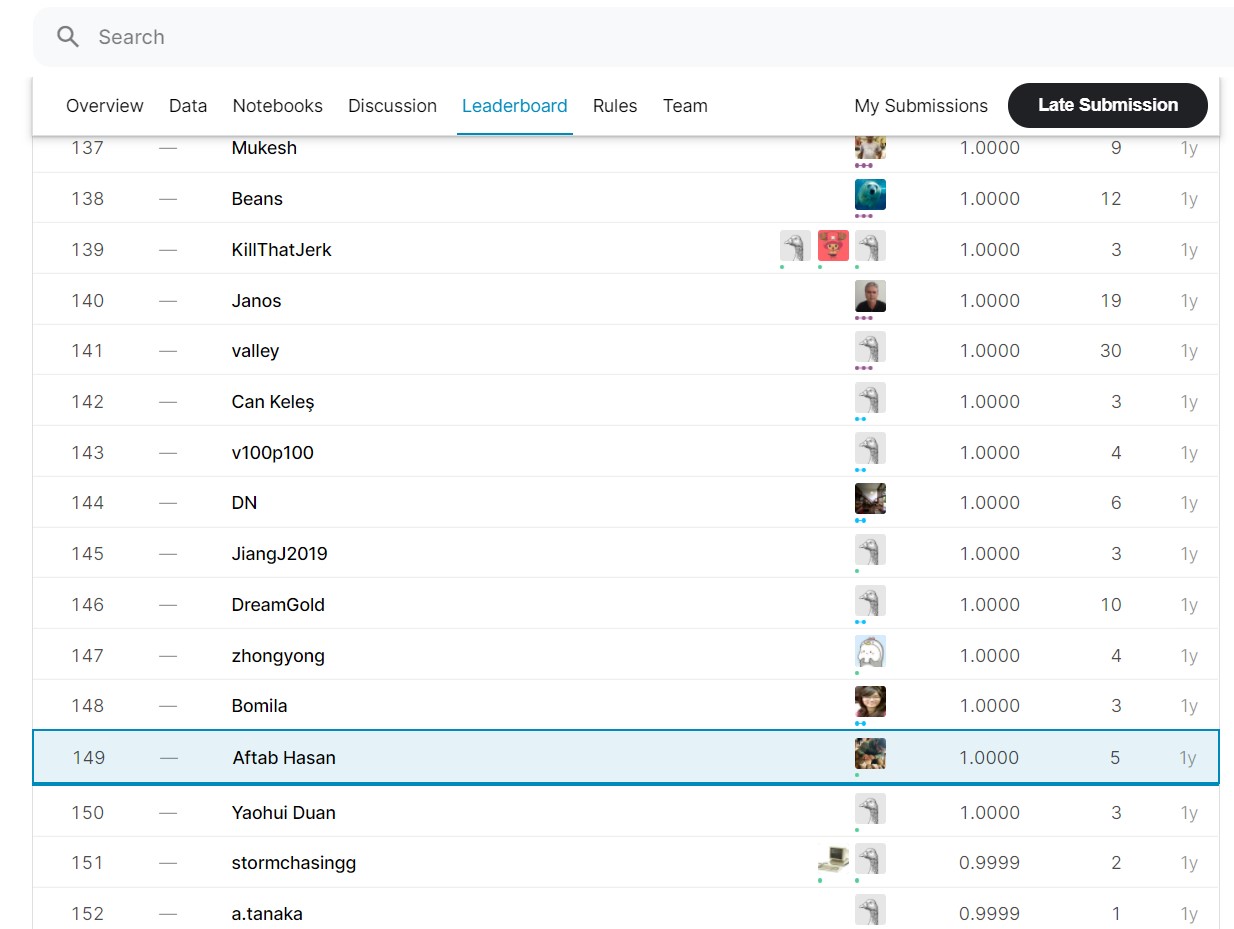 Search
Overview Data Notebooks Discussion Leaderboard Rules Team My Submissions Late Submission
137 — Mukesh 1.0000 9 1y
138 — Beans 1.0000 12 1y
139 — KillThatJerk 1.0000 3 1y
140 — Janos 1.0000 19 1y
141 — valley 1.0000 30 1y
142 — Can Keleş 1.0000 3 1y
143 — v100p100 1.0000 4 1y
144 — DN 1.0000 6 1y
145 — JiangJ2019 1.0000 3 1y
146 — DreamGold 1.0000 10 1y
147 — zhongyong 1.0000 4 1y
148 — Bomila 1.0000 3 1y
149 — Aftab Hasan 1.0000 5 1y
150 — Yaohui Duan 1.0000 3 1y
151 — stormchasingg 0.9999 2 1y
152 — a.tanaka 0.9999 1 1y